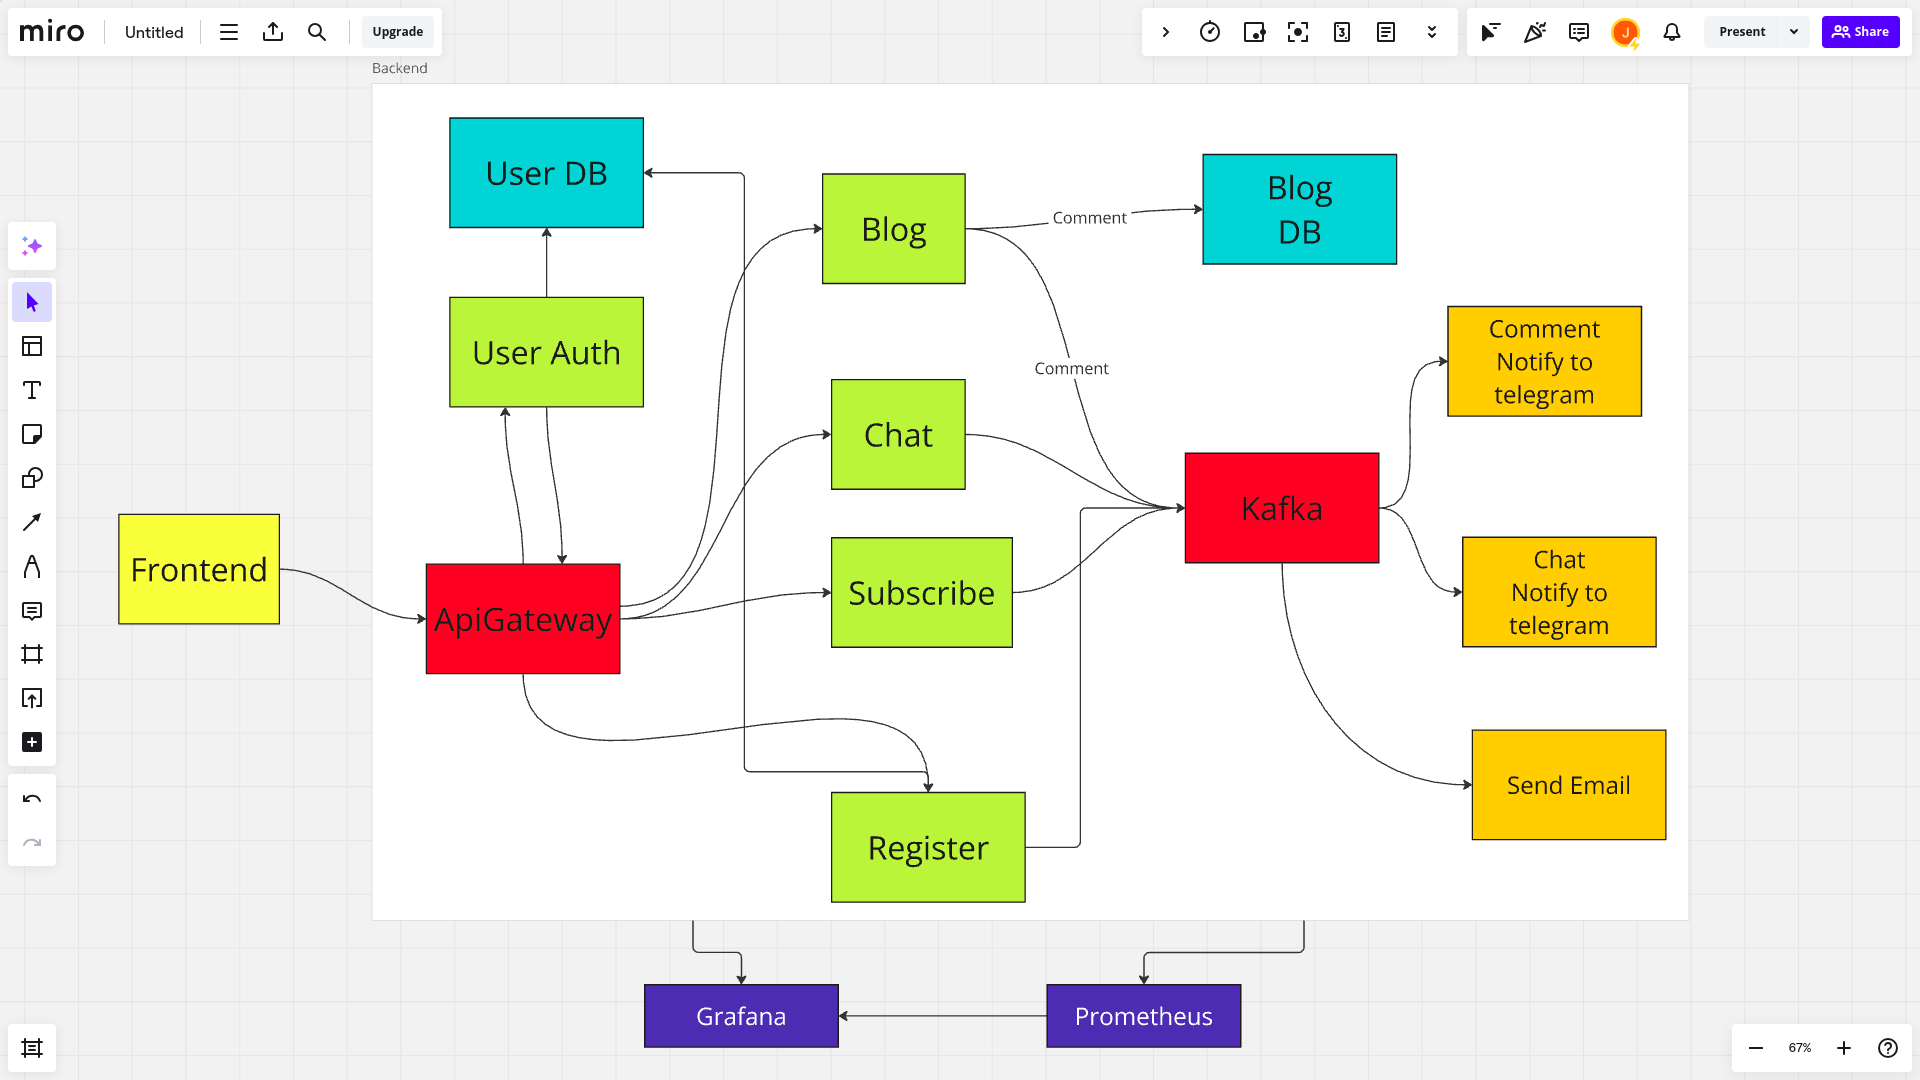 miro
Untitled
Upgrade
3
J
Present
Share
Backend
User DB
Blog
Comment
Blog
DB
User Auth
Comment
Comment
Notify to
telegram
Chat
Kafka
Frontend
ApiGateway
Subscribe
Chat
Notify to
telegram
Send Email
Register
Grafana
Prometheus
67%